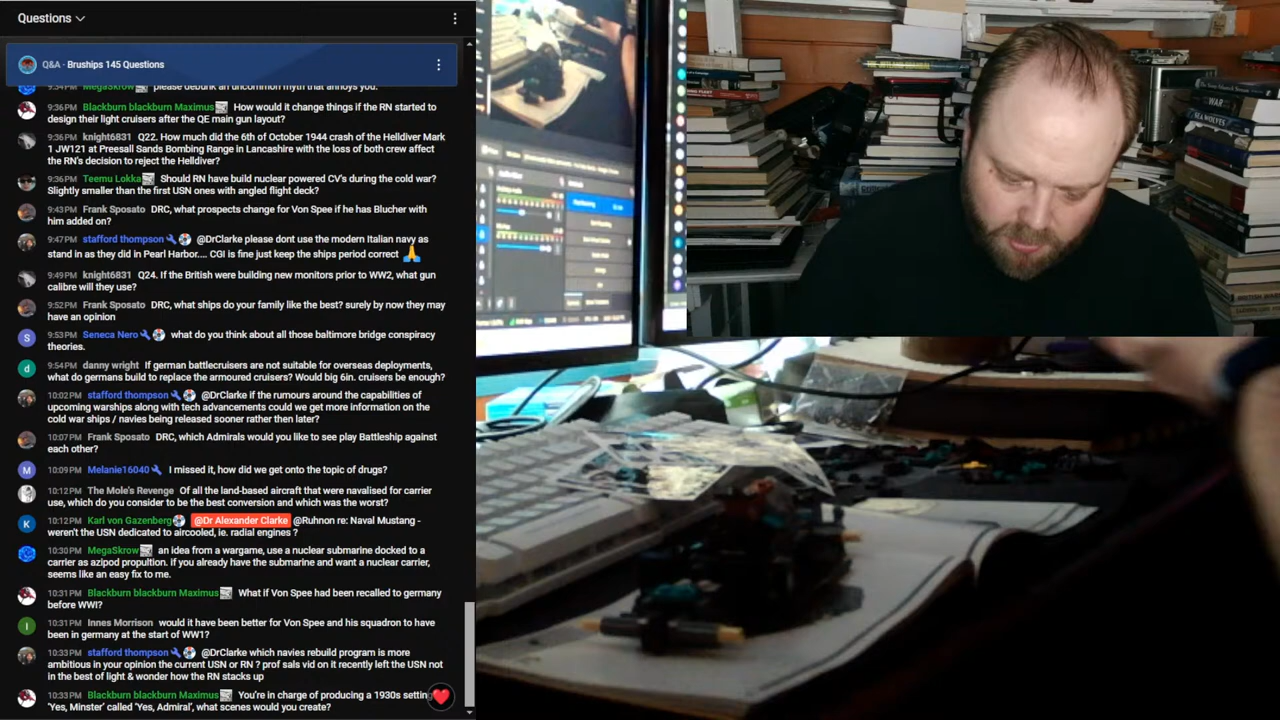 Questions
Q&A · Bruships 145 Questions
9:34PM MegaSkrow please debunk an uncommon myth that annoys you.
9:36PM Blackburn blackburn Maximus How would it change things if the RN started to
design their light cruisers after the QE main gun layout?
9:36PM knight6831 Q22. How much did the 6th of October 1944 crash of the Helldiver Mark
1 JW121 at Preesall Sands Bombing Range in Lancashire with the loss of both crew affect
the RN's decision to reject the Helldiver?
9:36PM Teemu Lokka Should RN have build nuclear powered CV's during the cold war?
Slightly smaller than the first USN ones with angled flight deck?
9:43PM Frank Sposato DRC, what prospects change for Von Spee if he has Blucher with
him added on?
9:47PM stafford thompson @DrClarke please dont use the modern Italian navy as
stand in as they did in Pearl Harbor.... CGI is fine just keep the ships period correct 🙏
9:49PM knight6831 Q24. If the British were building new monitors prior to WW2, what gun
calibre will they use?
9:52PM Frank Sposato DRC, what ships do your family like the best? surely by now they may
have an opinion
9:53PM Seneca Nero what do you think about all those baltimore bridge conspiracy
theories.
9:54PM danny wright If german battlecruisers are not suitable for overseas deployments,
what do germans build to replace the armoured cruisers? Would big 6in. cruisers be enough?
10:02PM stafford thompson @DrClarke if the rumours around the capabilities of
upcoming warships along with tech advancements could we get more information on the
cold war ships / navies being released sooner rather then later?
10:07PM Frank Sposato DRC, which Admirals would you like to see play Battleship against
each other?
10:09PM Melanie16040 I missed it, how did we get onto the topic of drugs?
10:12PM The Mole's Revenge Of all the land-based aircraft that were navalised for carrier
use, which do you consider to be the best conversion and which was the worst?
10:12PM Karl von Gazenberg @Dr Alexander Clarke @Ruhnon re: Naval Mustang -
weren't the USN dedicated to aircooled, ie. radial engines ?
10:30PM MegaSkrow an idea from a wargame, use a nuclear submarine docked to a
carrier as azipod propultion. if you already have the submarine and want a nuclear carrier,
seems like an easy fix to me.
10:31PM Blackburn blackburn Maximus What if Von Spee had been recalled to germany
before WWI?
10:31PM Innes Morrison would it have been better for Von Spee and his squadron to have
been in germany at the start of WW1?
10:33PM stafford thompson @DrClarke which navies rebuild program is more
ambitious in your opinion the current USN or RN ? prof sals vid on it recently left the USN not
in the best of light & wonder how the RN stacks up
10:33PM Blackburn blackburn Maximus You're in charge of producing a 1930s setting
'Yes, Minster' called 'Yes, Admiral', what scenes would you create?
WAR
SEA WOLVES